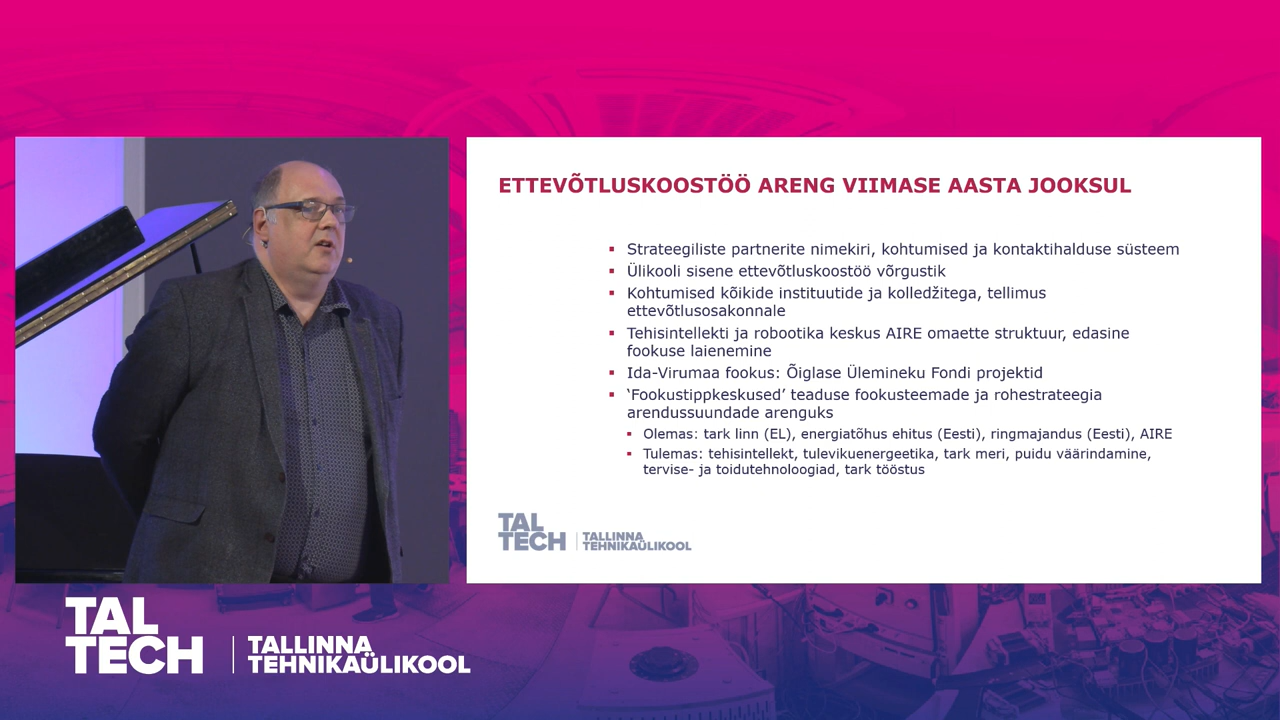 ETTEVÕTLUSKOOSTÖÖ ARENG VIIMASE AASTA JOOKSUL
▪ Strateegiliste partnerite nimekiri, kohtumised ja kontaktihalduse süsteem
▪ Ülikooli sisene ettevõtluskoostöö võrgustik
▪ Kohtumised kõikide instituutide ja kolledžitega, tellimus
ettevõtlusosakonnale
▪ Tehisintellekti ja robootika keskus AIRE omaette struktuur, edasine
fookuse laienemine
▪ Ida-Virumaa fookus: Õiglase Ülemineku Fondi projektid
▪ ‘Fookustippkeskused’ teaduse fookusteemade ja rohestrateegia
arendussuundade arenguks
▪ Olemas: tark linn (EL), energiatõhus ehitus (Eesti), ringmajandus (Eesti), AIRE
▪ Tulemas: tehisintellekt, tulevikuenergeetika, tark meri, puidu väärindamine,
tervise- ja toidutehnoloogiad, tark tööstus
TAL
TECH
TALLINNA
TEHNIKAÜLIKOOL
TAL
TECH
TALLINNA
TEHNIKAÜLIKOOL